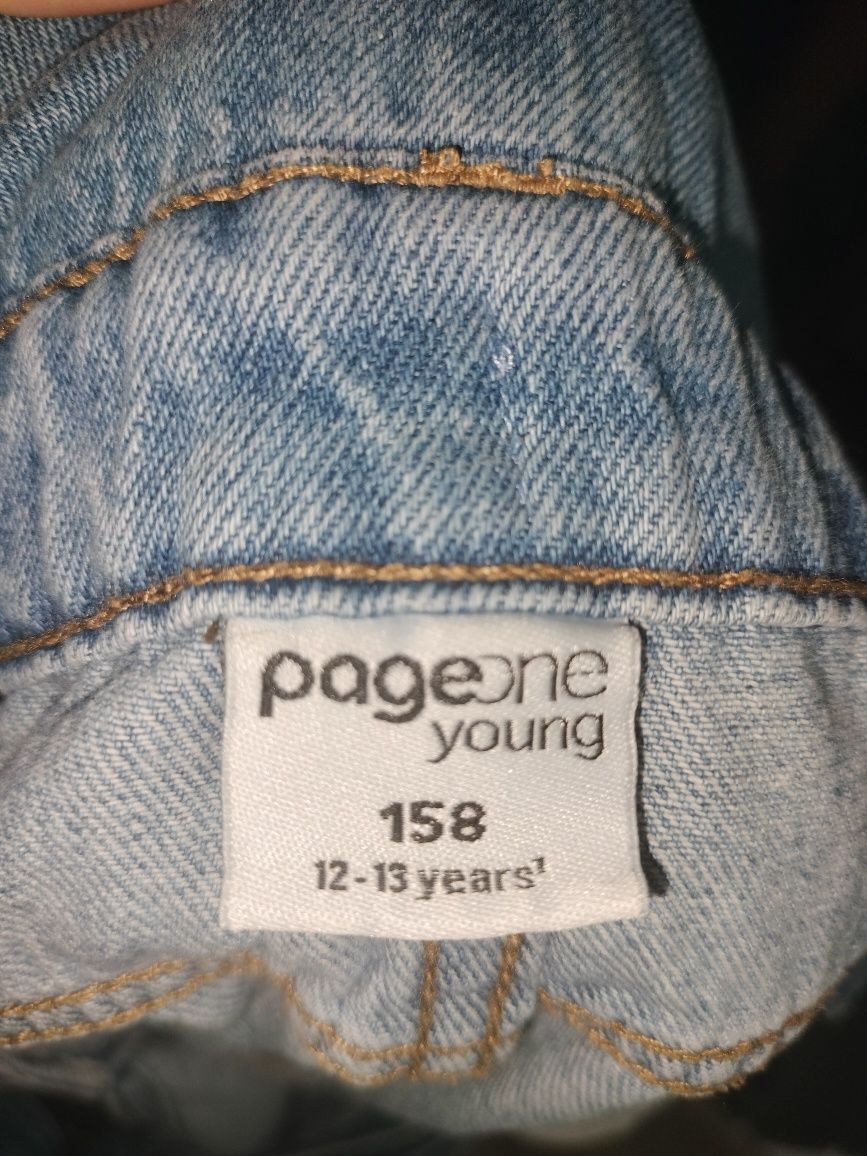 pageone
young
158
12-13 years¹